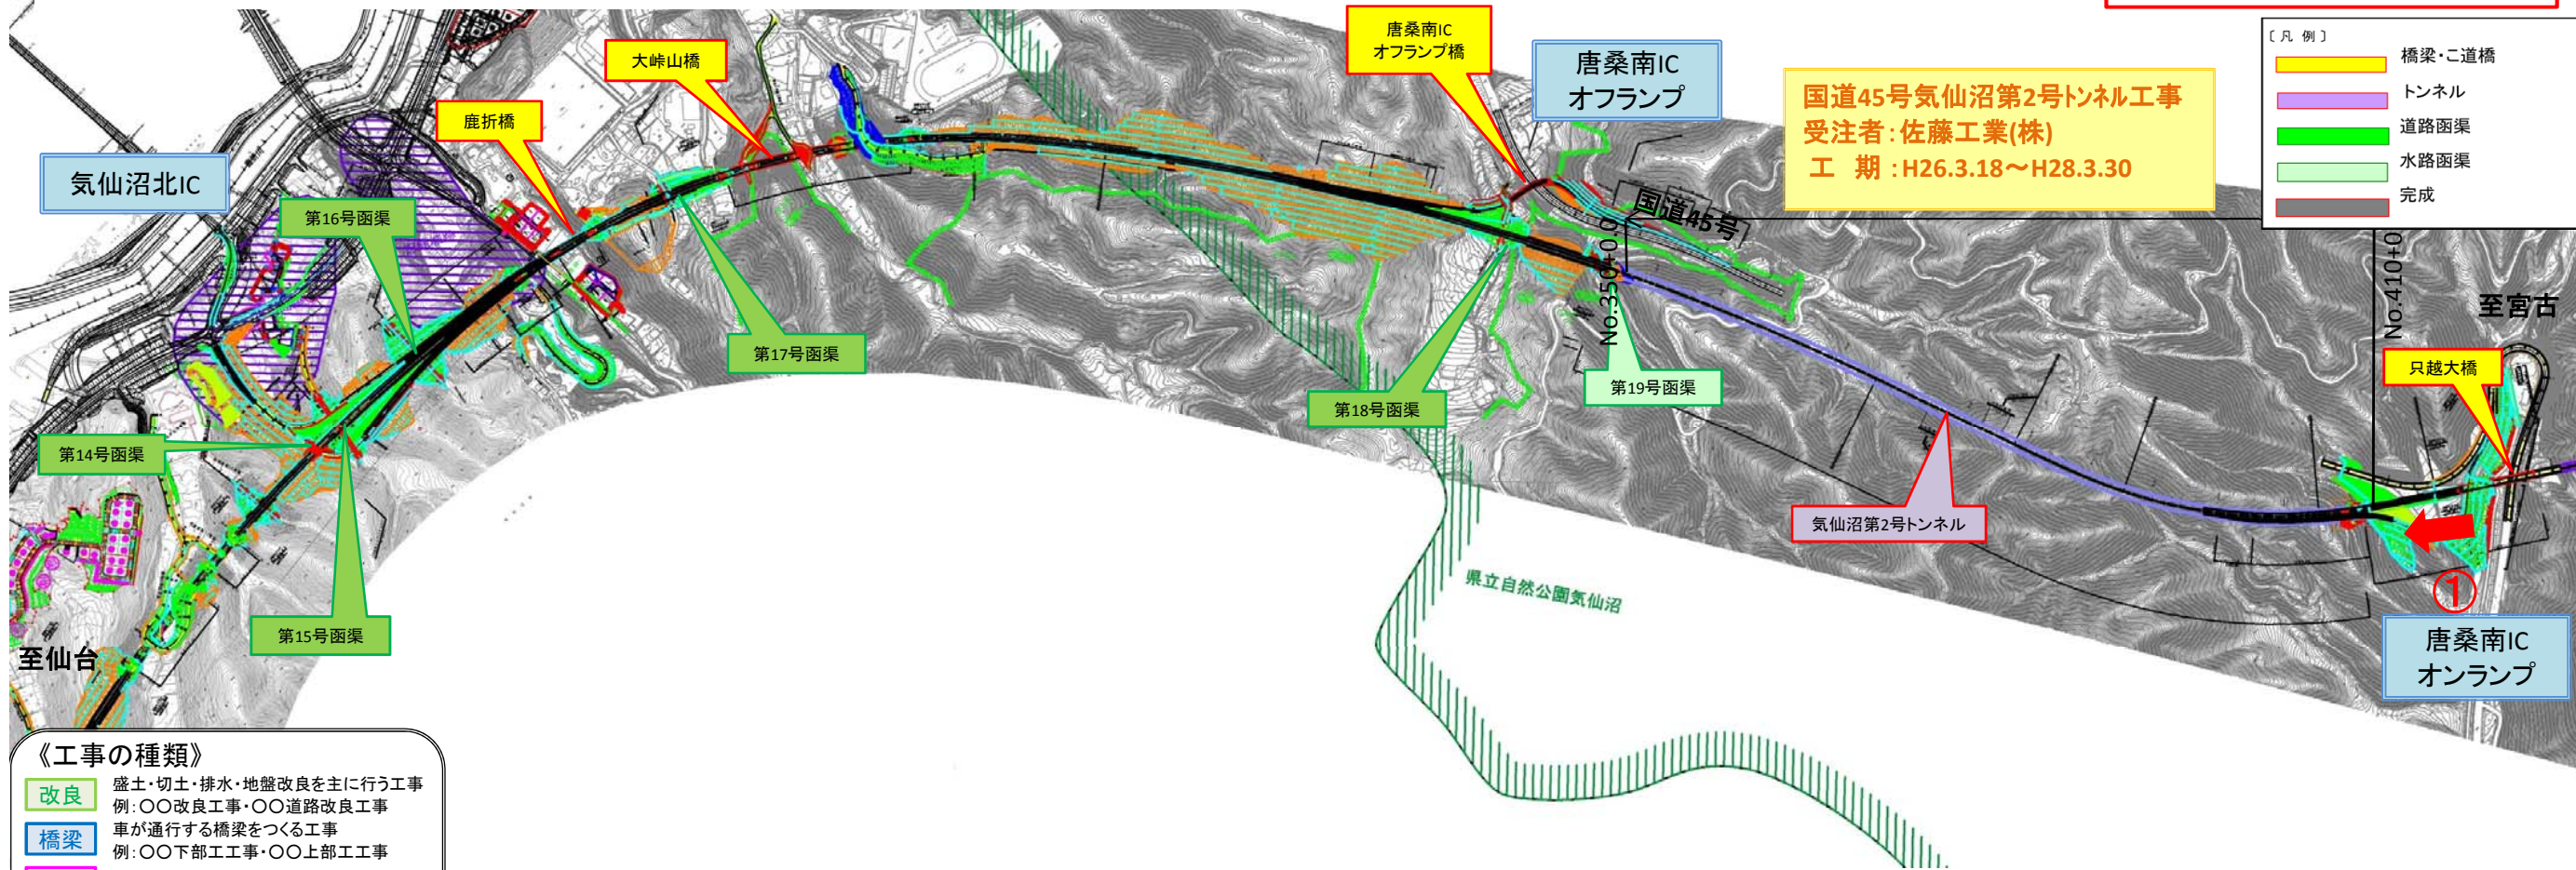 気仙沼北IC
鹿折橋
大峠山橋
唐桑南IC
オフランプ橋
唐桑南IC
オフランプ
国道45号気仙沼第2号トンネル工事
受注者:佐藤工業(株)
工 期:H26.3.18~H28.3.30
〔凡 例〕
橋梁・こ道橋
トンネル
道路函渠
水路函渠
完成
第16号函渠
第17号函渠
国道45号
No.350+0.0
No.410+0
至宮古
只越大橋
第14号函渠
第18号函渠
第19号函渠
気仙沼第2号トンネル
県立自然公園気仙沼
①
唐桑南IC
オンランプ
第15号函渠
至仙台
《工事の種類》
改良
盛土・切土・排水・地盤改良を主に行う工事
例:〇〇改良工事・〇〇道路改良工事
橋梁
車が通行する橋梁をつくる工事
例:〇〇下部工工事・〇〇上部工工事